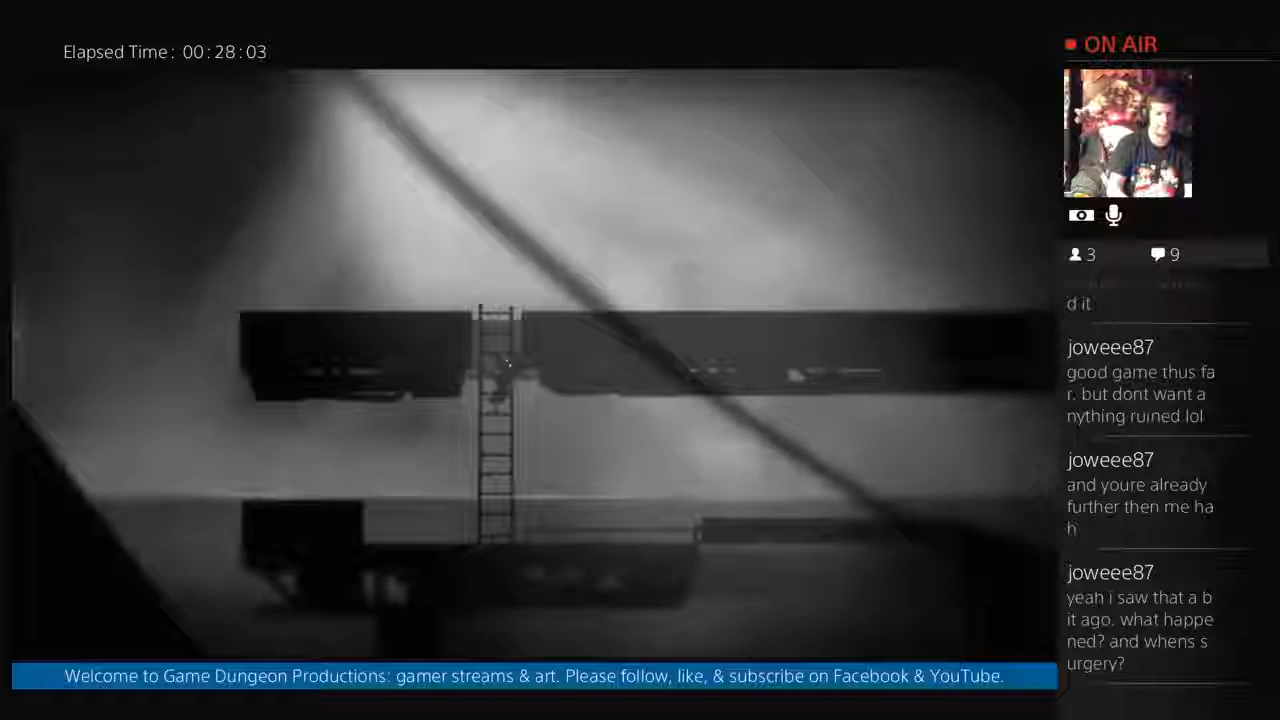 Elapsed Time: 00:28:03
ON AIR
3
9
d it
joweee87
good game thus fa
r. but dont want a
nything ruined lol
joweee87
and youre already
further then me ha
h
joweee87
yeah i saw that a b
it ago. what happe
ned? and whens s
urgery?
Welcome to Game Dungeon Productions: gamer streams & art. Please follow, like, & subscribe on Facebook & YouTube.